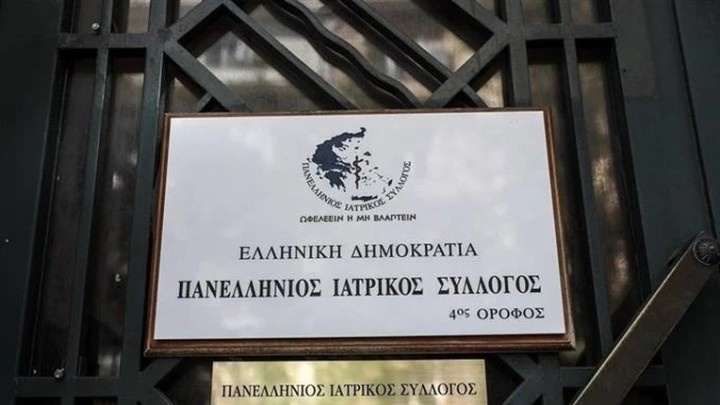 ΠΑΝΕΛΛΗΝΙΟΣ ΙΑΤΡΙΚΟΣ ΣΥΛΛΟΓΟΣ
ΩΦΕΛΕΕΙΝ Η ΜΗ ΒΛΑΠΤΕΙΝ
ΕΛΛΗΝΙΚΗ ΔΗΜΟΚΡΑΤΙΑ
ΠΑΝΕΛΛΗΝΙΟΣ ΙΑΤΡΙΚΟΣ ΣΥΛΛΟΓΟΣ
4ος ΟΡΟΦΟΣ
ΠΑΝΕΛΛΗΝΙΟΣ ΙΑΤΡΙΚΟΣ ΣΥΛΛΟΓΟΣ